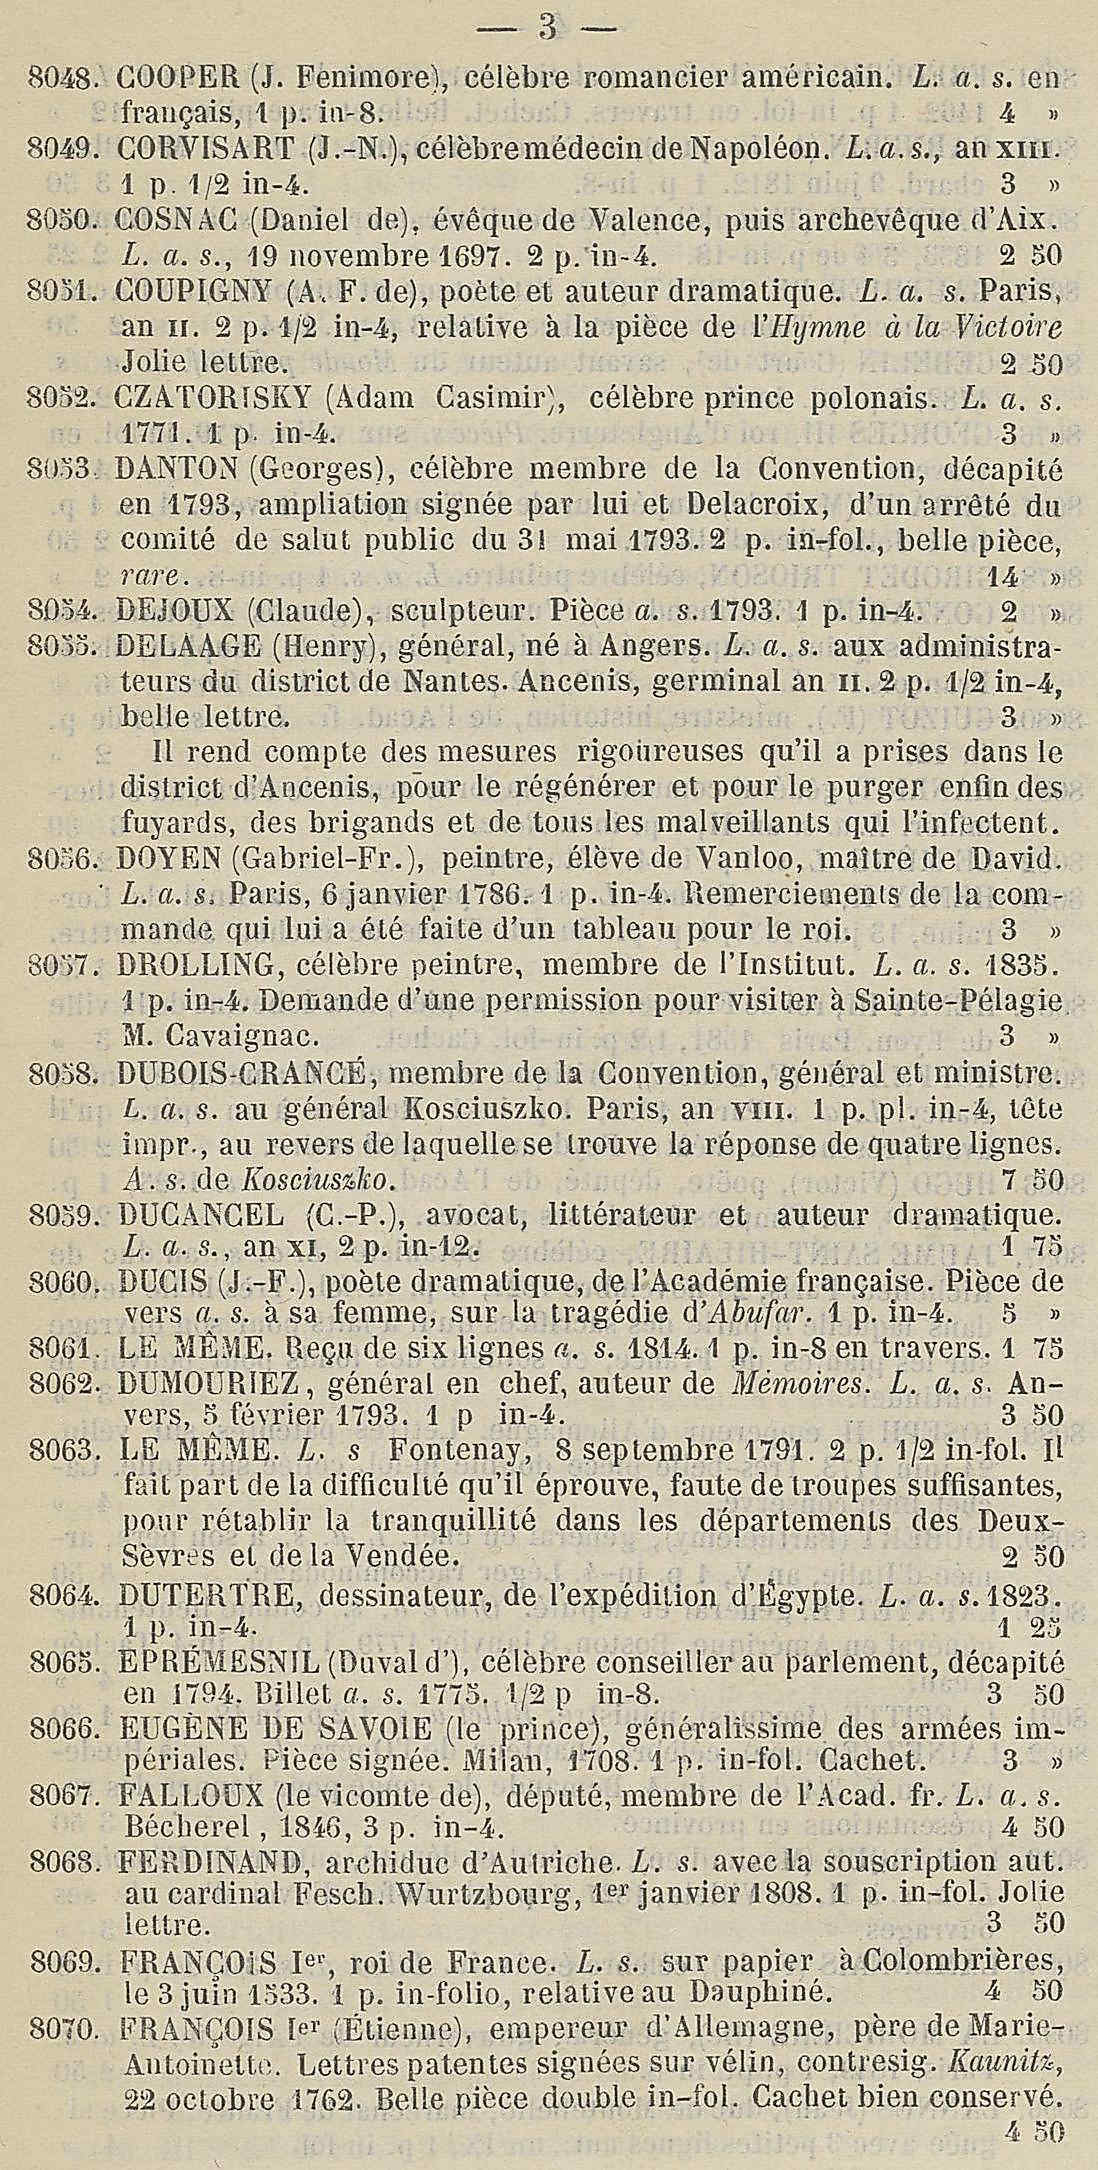 — 3 —
8048. COOPER (J. Fenimore), célèbre romancier américain. L. a. s. en
français, 1 p. in-8. 4 »
8049. CORVISART (J.-N.), célèbre médecin de Napoléon. L. a. s., an XIII.
1 p. 1/2 in-4. 3 »
8050. COSNAC (Daniel de), évêque de Valence, puis archevêque d'Aix.
L. a. s., 19 novembre 1697. 2 p. in-4. 2 50
8051. COUPIGNY (A. F. de), poète et auteur dramatique. L. a. s. Paris,
an II. 2 p. 1/2 in-4, relative à la pièce de l'Hymne à la Victoire
Jolie lettre. 2 50
8052. CZATORISKY (Adam Casimir), célèbre prince polonais. L. a. s.
1771. 1 p. in-4. 3 »
8053. DANTON (Georges), célèbre membre de la Convention, décapité
en 1793, ampliation signée par lui et Delacroix, d'un arrêté du
comité de salut public du 31 mai 1793. 2 p. in-fol., belle pièce,
rare. 14 »
8054. DEJOUX (Claude), sculpteur. Pièce a. s. 1793. 1 p. in-4. 2 »
8055. DELAAGE (Henry), général, né à Angers. L. a. s. aux administra-
teurs du district de Nantes. Ancenis, germinal an II. 2 p. 1/2 in-4,
belle lettre. 3 »
Il rend compte des mesures rigoureuses qu'il a prises dans le
district d'Ancenis, pour le régénérer et pour le purger enfin des
fuyards, des brigands et de tous les malveillants qui l'infectent.
8056. DOYEN (Gabriel-Fr.), peintre, élève de Vanloo, maître de David.
L. a. s. Paris, 6 janvier 1786. 1 p. in-4. Remerciements de la com-
mande qui lui a été faite d'un tableau pour le roi. 3 »
8057. DROLLING, célèbre peintre, membre de l'Institut. L. a. s. 1835.
1 p. in-4. Demande d'une permission pour visiter à Sainte-Pélagie
M. Cavaignac. 3 »
8058. DUBOIS-CRANCÉ, membre de la Convention, général et ministre.
L. a. s. au général Kosciuszko. Paris, an VIII. 1 p. pl. in-4, tête
impr., au revers de laquelle se trouve la réponse de quatre lignes.
A. s. de Kosciuszko. 7 50
8059. DUCANCEL (C.-P.), avocat, littérateur et auteur dramatique.
L. a. s., an XI, 2 p. in-12. 1 75
8060. DUCIS (J.-F.), poète dramatique, de l'Académie française. Pièce de
vers a. s. à sa femme, sur la tragédie d'Abufar. 1 p. in-4. 5 »
8061. LE MÊME. Reçu de six lignes a. s. 1814. 1 p. in-8 en travers. 1 75
8062. DUMOURIEZ, général en chef, auteur de Mémoires. L. a. s. An-
vers, 5 février 1793. 1 p in-4. 3 50
8063. LE MÊME. L. s Fontenay, 8 septembre 1791. 2 p. 1/2 in-fol. Il
fait part de la difficulté qu'il éprouve, faute de troupes suffisantes,
pour rétablir la tranquillité dans les départements des Deux-
Sèvres et de la Vendée. 2 50
8064. DUTERTRE, dessinateur, de l'expédition d'Égypte. L. a. s. 1823.
1 p. in-4. 1 25
8065. EPRÉMESNIL (Duval d'), célèbre conseiller au parlement, décapité
en 1794. Billet a. s. 1775. 1/2 p in-8. 3 50
8066. EUGÈNE DE SAVOIE (le prince), généralissime des armées im-
périales. Pièce signée. Milan, 1708. 1 p. in-fol. Cachet. 3 »
8067. FALLOUX (le vicomte de), député, membre de l'Acad. fr. L. a. s.
Bécherel, 1846, 3 p. in-4. 4 50
8068. FERDINAND, archiduc d'Autriche. L. s. avec la souscription aut.
au cardinal Fesch. Wurtzbourg, 1er janvier 1808. 1 p. in-fol. Jolie
lettre. 3 50
8069. FRANÇOIS Ier, roi de France. L. s. sur papier à Colombrières,
le 3 juin 1533. 1 p. in-folio, relative au Dauphiné. 4 50
8070. FRANÇOIS Ier (Étienne), empereur d'Allemagne, père de Marie-
Antoinette. Lettres patentes signées sur vélin, contresig. Kaunitz,
22 octobre 1762. Belle pièce double in-fol. Cachet bien conservé.
4 50